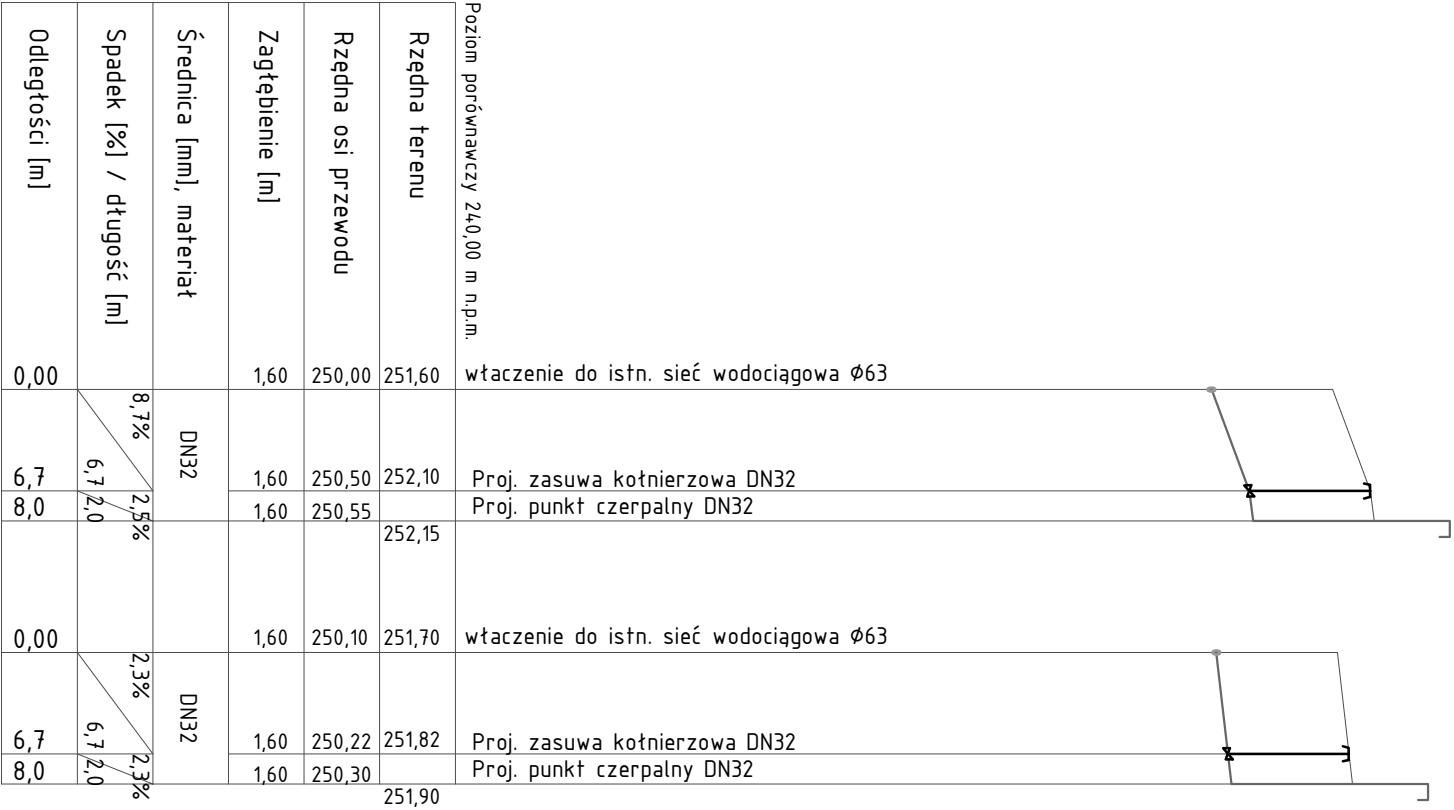 Poziom porównawczy 240,00 m n.p.m.
Rzędna terenu
Rzędna osi przewodu
Zagłębienie [m]
Średnica [mm], materiał
Spadek [%] / długość [m]
Odległości [m]
0,00 1,60 250,00 251,60 właczenie do istn. sieć wodociągowa Ø63
8,7%
6,7
DN32
6,7 1,60 250,50 252,10 Proj. zasuwa kołnierzowa DN32
2,5%
2,0
8,0 1,60 250,55 Proj. punkt czerpalny DN32
252,15
0,00 1,60 250,10 251,70 właczenie do istn. sieć wodociągowa Ø63
2,3%
6,7
DN32
6,7 1,60 250,22 251,82 Proj. zasuwa kołnierzowa DN32
2,3%
2,0
8,0 1,60 250,30 Proj. punkt czerpalny DN32
251,90